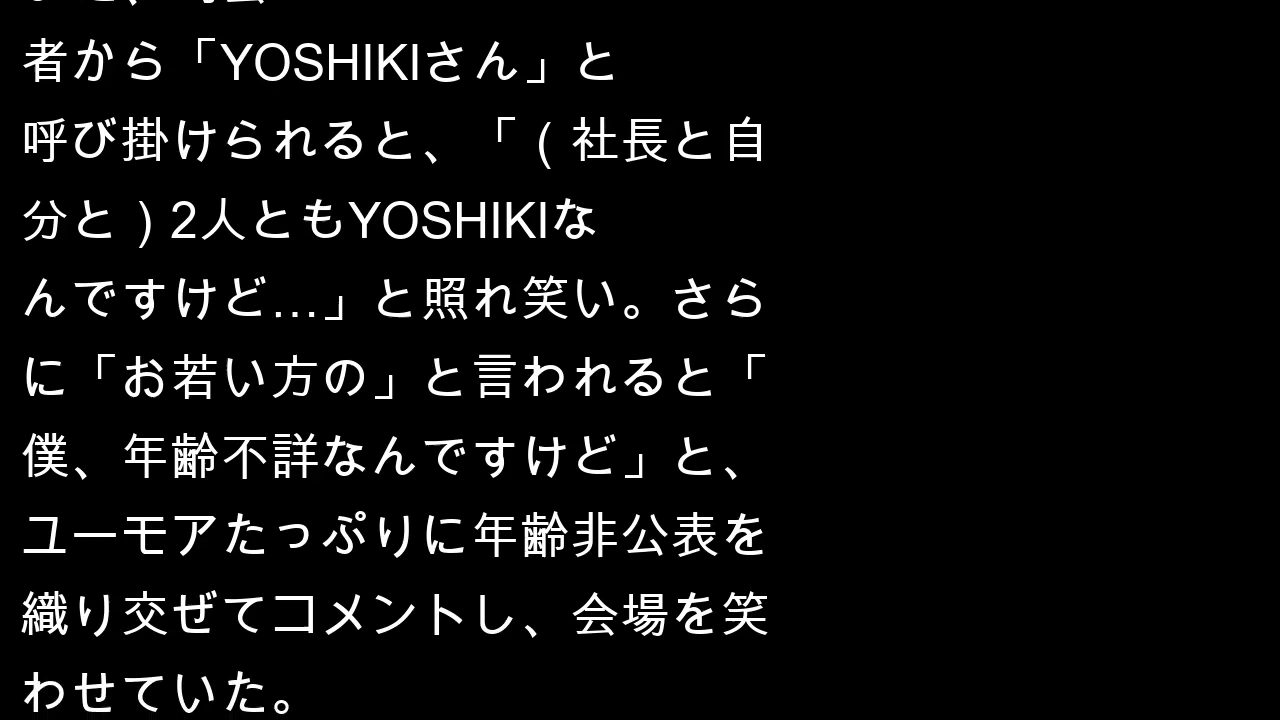 者から「YOSHIKIさん」と
呼び掛けられると、「（社長と自
分と）2人ともYOSHIKIな
んですけど…」と照れ笑い。さら
に「お若い方の」と言われると「
僕、年齢不詳なんですけど」と、
ユーモアたっぷりに年齢非公表を
織り交ぜてコメントし、会場を笑
わせていた。